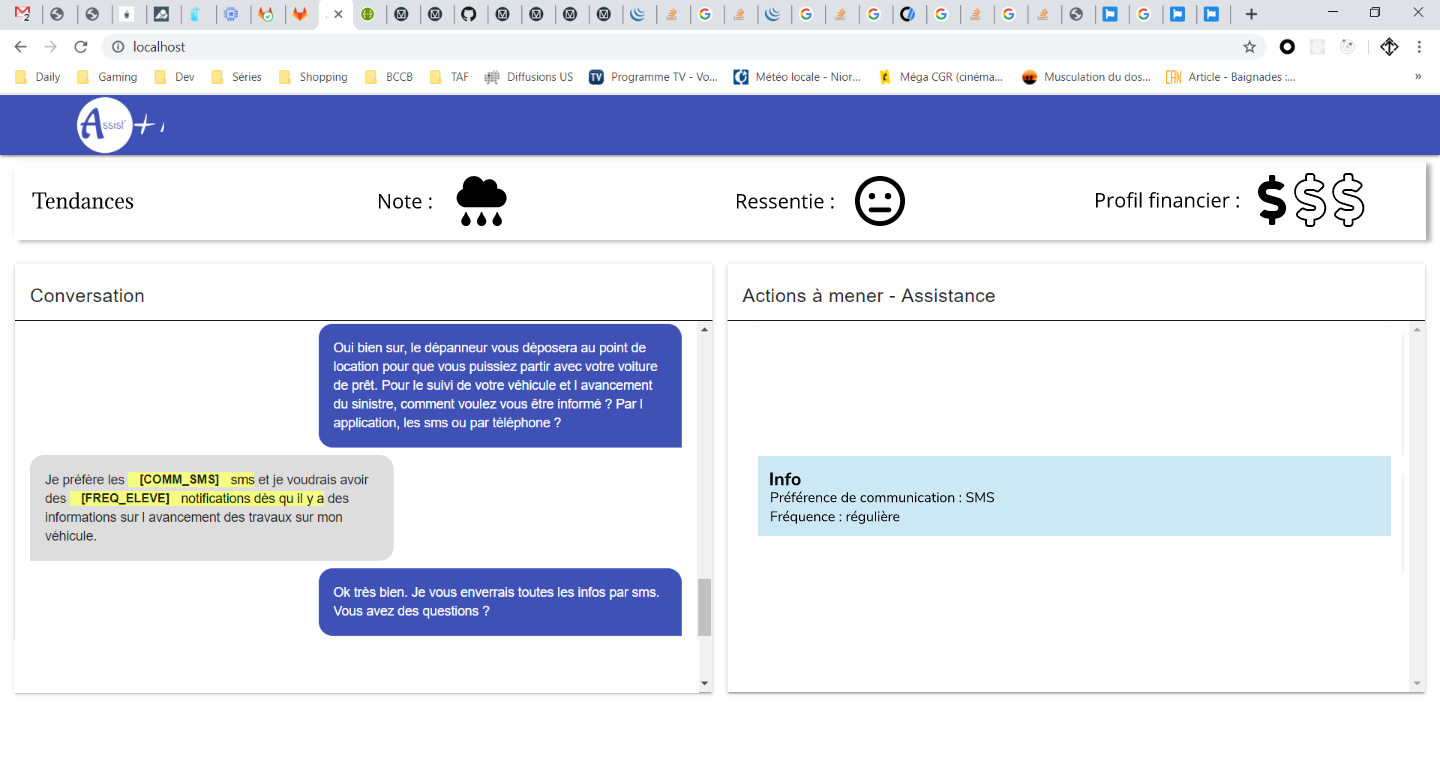 2
localhost
Daily Gaming Dev Séries Shopping BCCB TAF Diffusions US Programme TV - Vo... Météo locale - Nior... Méga CGR (cinéma... Musculation du dos... Article - Baignades :... »
Assist' +
Tendances
Note :
Ressentie :
Profil financier :
Conversation
Oui bien sur, le dépanneur vous déposera au point de
location pour que vous puissiez partir avec votre voiture
de prêt. Pour le suivi de votre véhicule et l avancement
du sinistre, comment voulez vous être informé ? Par l
application, les sms ou par téléphone ?
Je préfère les [COMM_SMS] sms et je voudrais avoir
des [FREQ_ELEVE] notifications dès qu il y a des
informations sur l avancement des travaux sur mon
véhicule.
Ok très bien. Je vous enverrais toutes les infos par sms.
Vous avez des questions ?
Actions à mener - Assistance
Info
Préférence de communication : SMS
Fréquence : régulière